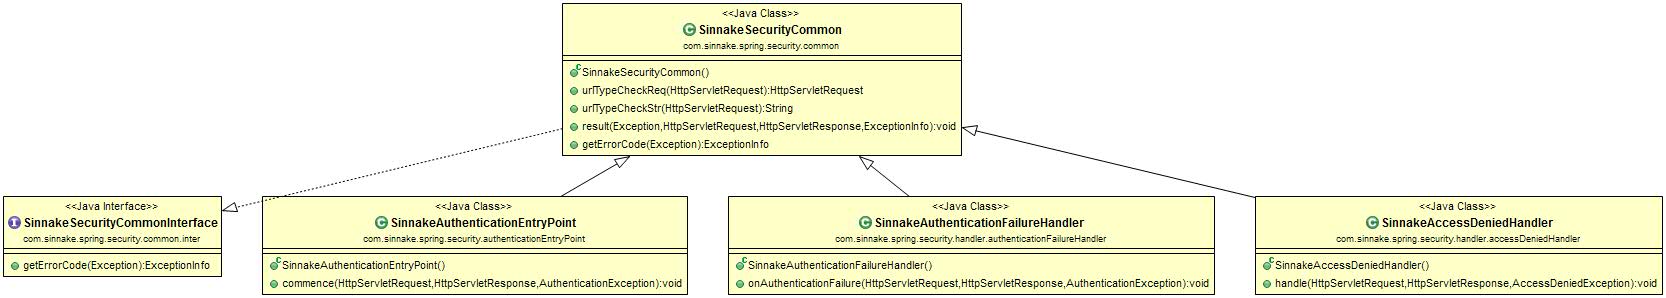 <<Java Class>>
SinnakeSecurityCommon
com.sinnake.spring.security.common
SinnakeSecurityCommon()
urlTypeCheckReq(HttpServletRequest):HttpServletRequest
urlTypeCheckStr(HttpServletRequest):String
result(Exception,HttpServletRequest,HttpServletResponse,ExceptionInfo):void
getErrorCode(Exception):ExceptionInfo
<<Java Interface>>
SinnakeSecurityCommonInterface
com.sinnake.spring.security.common.inter
getErrorCode(Exception):ExceptionInfo
<<Java Class>>
SinnakeAuthenticationEntryPoint
com.sinnake.spring.security.authenticationEntryPoint
SinnakeAuthenticationEntryPoint()
commence(HttpServletRequest,HttpServletResponse,AuthenticationException):void
<<Java Class>>
SinnakeAuthenticationFailureHandler
com.sinnake.spring.security.handler.authenticationFailureHandler
SinnakeAuthenticationFailureHandler()
onAuthenticationFailure(HttpServletRequest,HttpServletResponse,AuthenticationException):void
<<Java Class>>
SinnakeAccessDeniedHandler
com.sinnake.spring.security.handler.accessDeniedHandler
SinnakeAccessDeniedHandler()
handle(HttpServletRequest,HttpServletResponse,AccessDeniedException):void